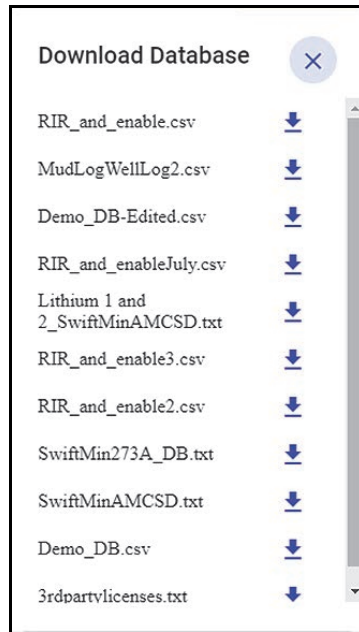 Download Database
RIR_and_enable.csv
MudLogWellLog2.csv
Demo_DB-Edited.csv
RIR_and_enableJuly.csv
Lithium 1 and
2_SwiftMinAMCSD.txt
RIR_and_enable3.csv
RIR_and_enable2.csv
SwiftMin273A_DB.txt
SwiftMinAMCSD.txt
Demo_DB.csv
3rdpartylicenses.txt